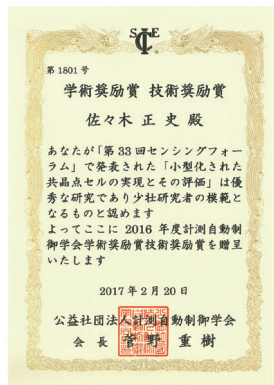 SICE
第1801号
学術奨励賞 技術奨励賞
佐々木 正史 殿
あなたが「第33回センシングフォー
ラム」で発表された「小型化された
共晶点セルの実現とその評価」は優
秀な研究であり少壮研究者の模範と
なるものと認めます
よってここに 2016 年度計測自動制
御学会学術奨励賞技術奨励賞を贈呈
いたします
2017年2月20日
公益社団法人計測自動制御学会
会長 菅野 重樹